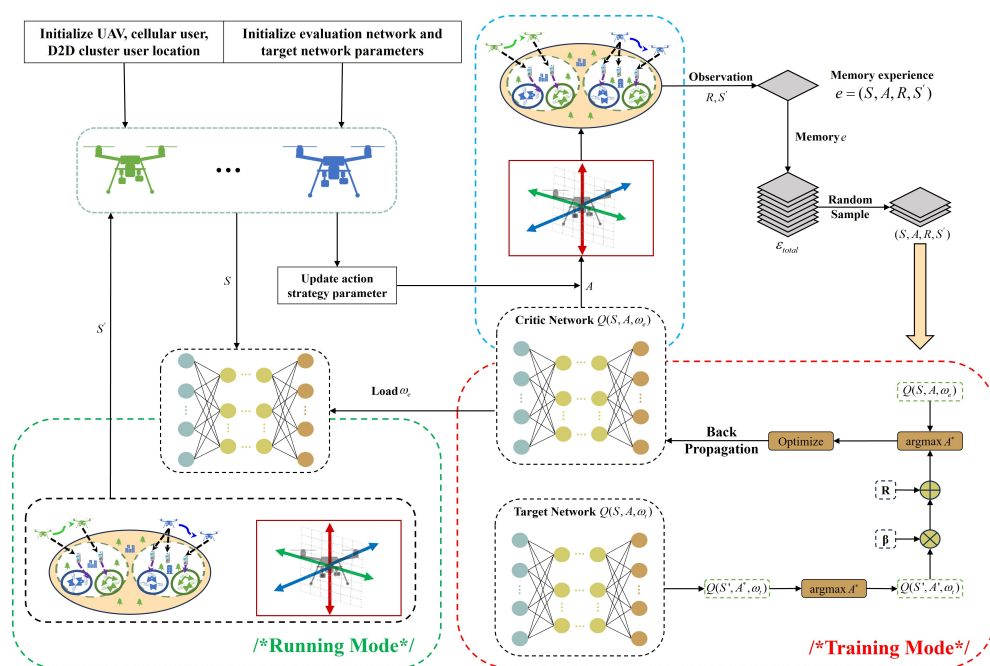 Initialize UAV, cellular user,
D2D cluster user location
Initialize evaluation network and
target network parameters
Observation
R, S'
Memory experience
e = (S, A, R, S')
Memory e
Random
Sample
ε_total
(S, A, R, S')
S'
S
Update action
strategy parameter
A
Critic Network Q(S, A, ω_e)
Load ω_e
Q(S, A, ω_e)
Back
Propagation
Optimize
argmax A*
R
β
Target Network Q(S, A, ω_t)
Q(S', A', ω_t)
argmax A*
Q(S', A', ω_t)
/*Running Mode*/
/*Training Mode*/